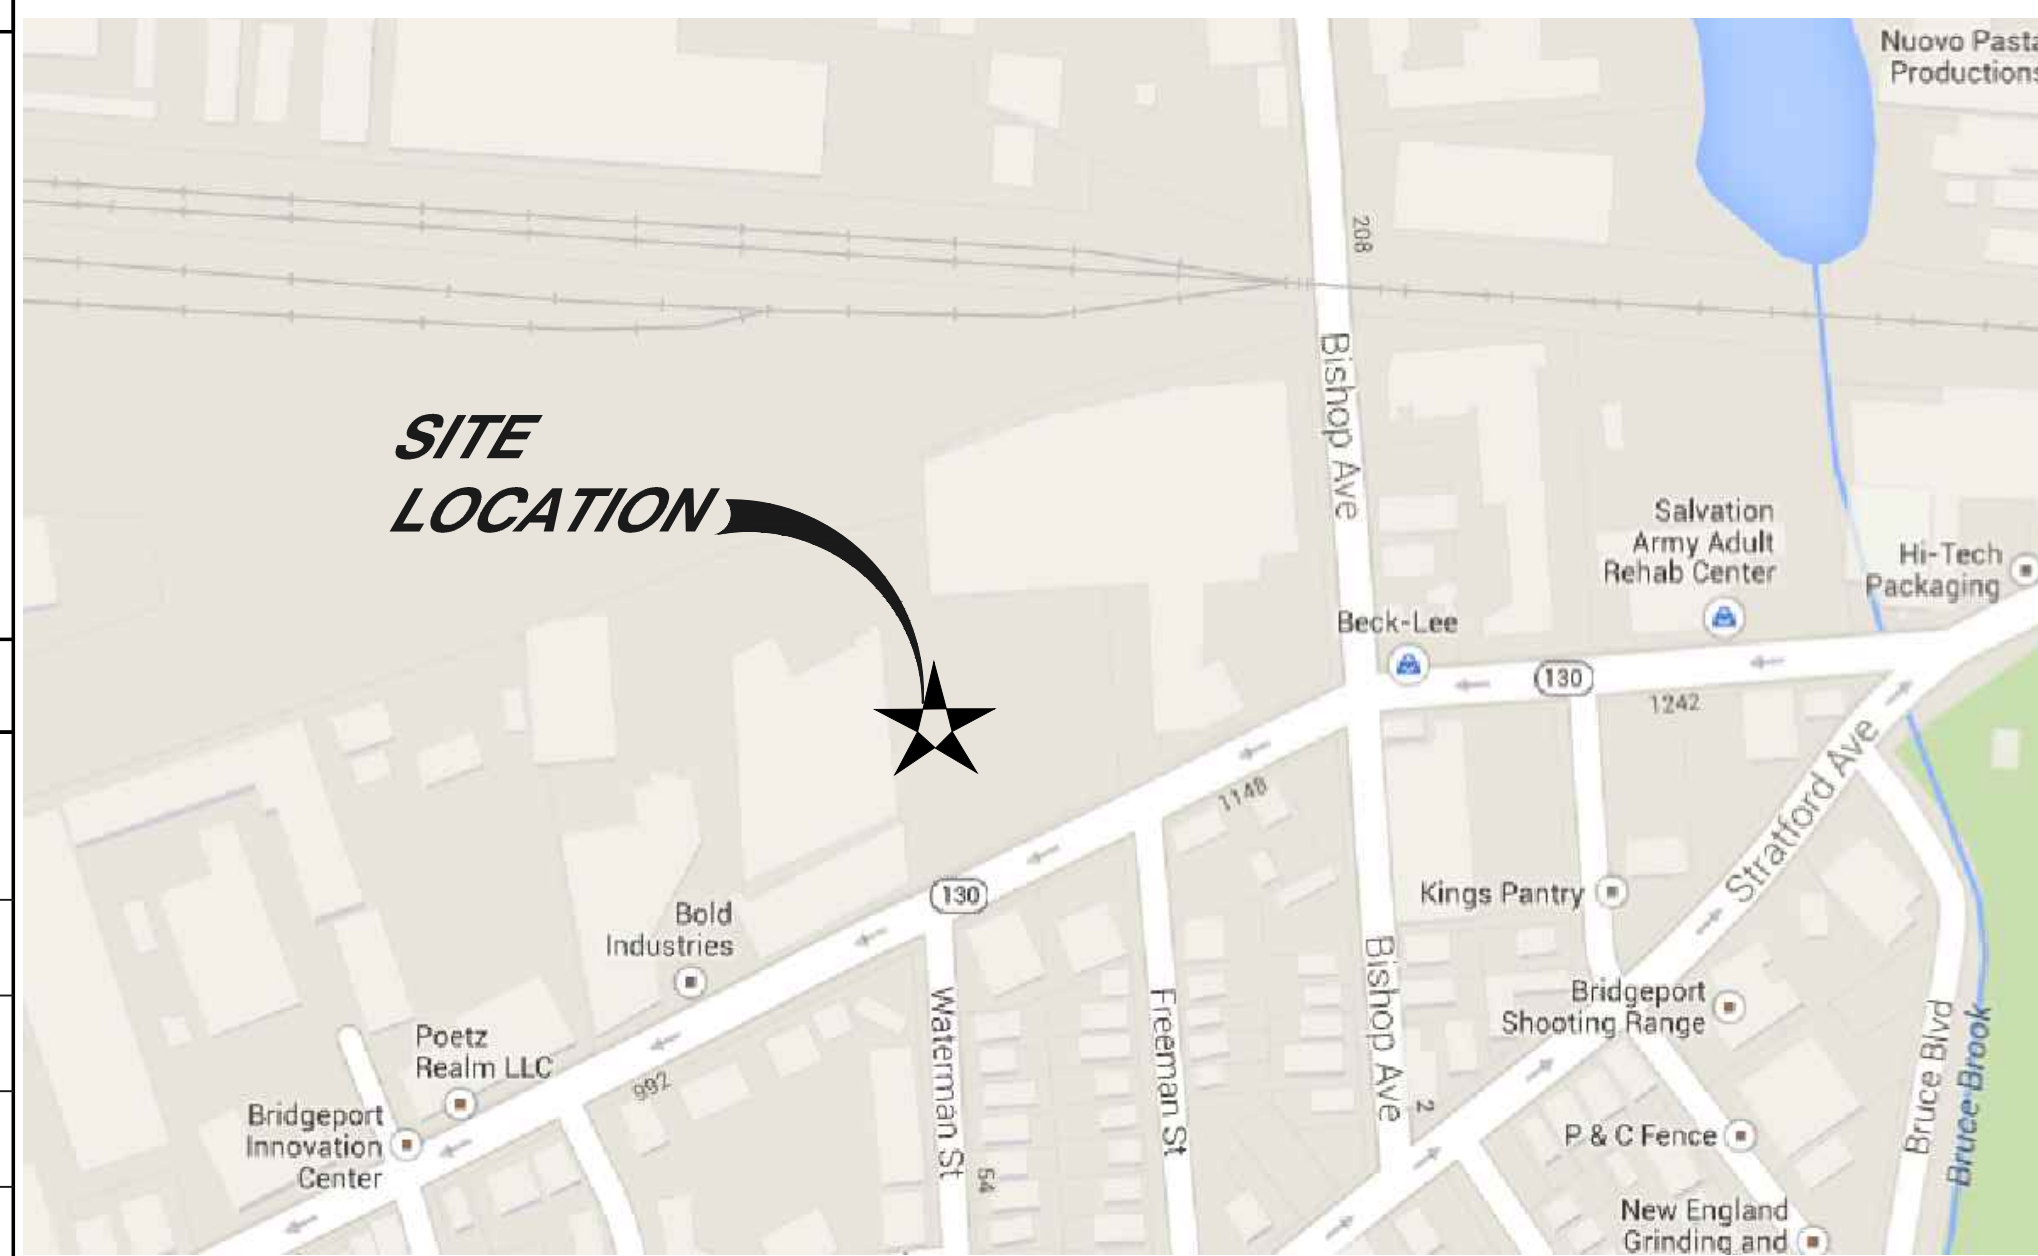 Nuovo Pasta
Productions
208
Bishop Ave
SITE
LOCATION
Salvation
Army Adult
Rehab Center
Hi-Tech
Packaging
Beck-Lee
130
1242
1148
Stratford Ave
130
Kings Pantry
Bold
Industries
Bishop Ave
Waterman St
Freeman St
Bridgeport
Shooting Range
Bruce Blvd
Bruce Brook
Poetz
Realm LLC
992
2
Bridgeport
Innovation
Center
P & C Fence
54
New England
Grinding and